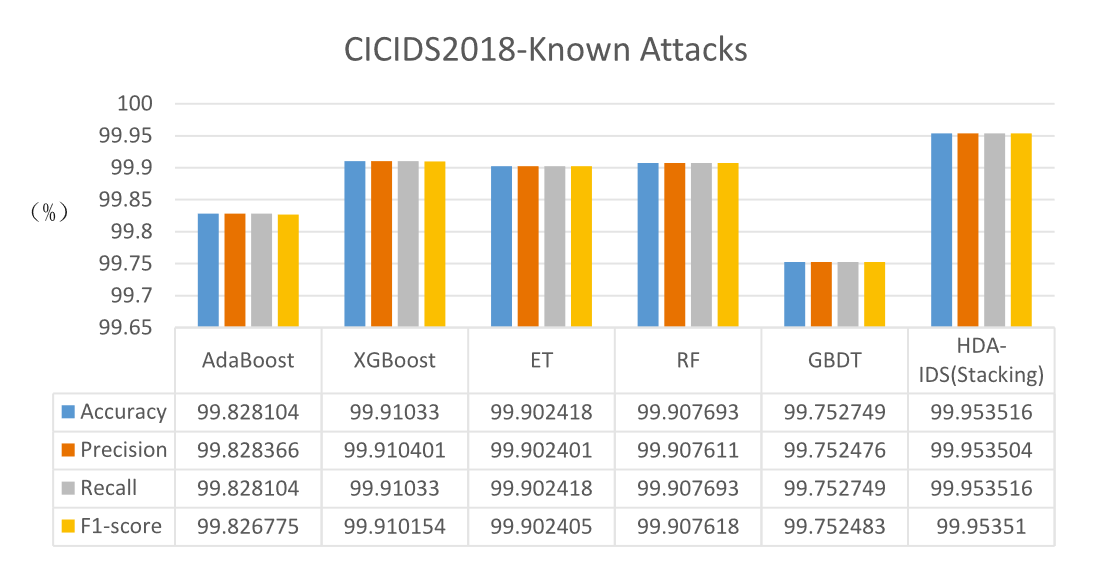 CICIDS2018-Known Attacks
100
99.95
99.9
99.85
99.8
99.75
99.7
99.65
(%)
AdaBoost XGBoost ET RF GBDT HDA-
IDS(Stacking)
Accuracy 99.828104 99.91033 99.902418 99.907693 99.752749 99.953516
Precision 99.828366 99.910401 99.902401 99.907611 99.752476 99.953504
Recall 99.828104 99.91033 99.902418 99.907693 99.752749 99.953516
F1-score 99.826775 99.910154 99.902405 99.907618 99.752483 99.95351